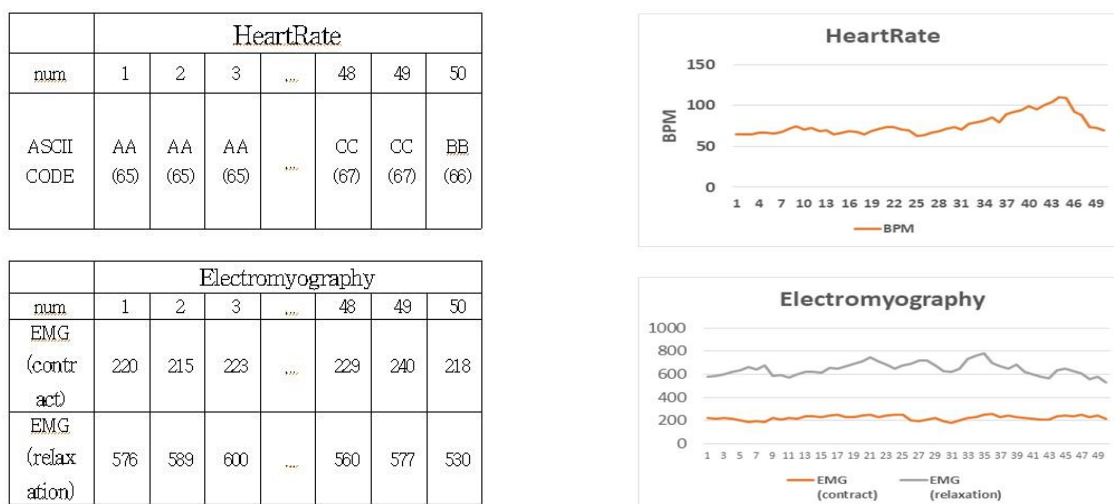 HeartRate
num 1 2 3 ,,, 48 49 50
ASCII CODE AA (65) AA (65) AA (65) ,,, CC (67) CC (67) BB (66)
Electromyography
num 1 2 3 ,,, 48 49 50
EMG (contract) 220 215 223 ,,, 229 240 218
EMG (relaxation) 576 589 600 ,,, 560 577 530
HeartRate
150
100
50
0
BPM
1 4 7 10 13 16 19 22 25 28 31 34 37 40 43 46 49
BPM
Electromyography
1000
800
600
400
200
0
1 3 5 7 9 11 13 15 17 19 21 23 25 27 29 31 33 35 37 39 41 43 45 47 49
EMG (contract)
EMG (relaxation)